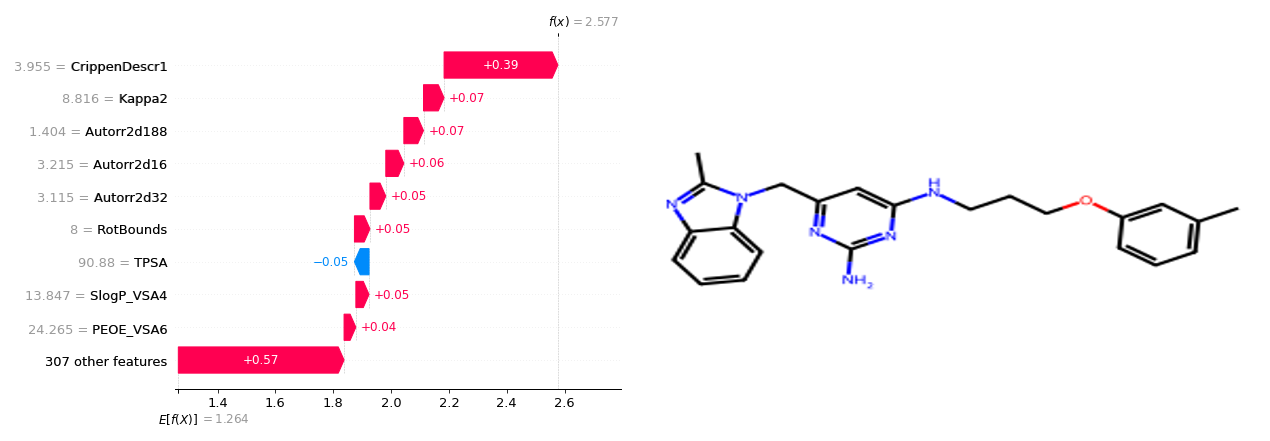 f(x) = 2.577
3.955 = CrippenDescr1
+0.39
8.816 = Kappa2
+0.07
1.404 = Autorr2d188
+0.07
3.215 = Autorr2d16
+0.06
3.115 = Autorr2d32
+0.05
8 = RotBounds
+0.05
90.88 = TPSA
−0.05
13.847 = SlogP_VSA4
+0.05
24.265 = PEOE_VSA6
+0.04
307 other features
+0.57
1.4 1.6 1.8 2.0 2.2 2.4 2.6
E[f(X)] = 1.264
N
N
N
N
NH₂
H
N
O